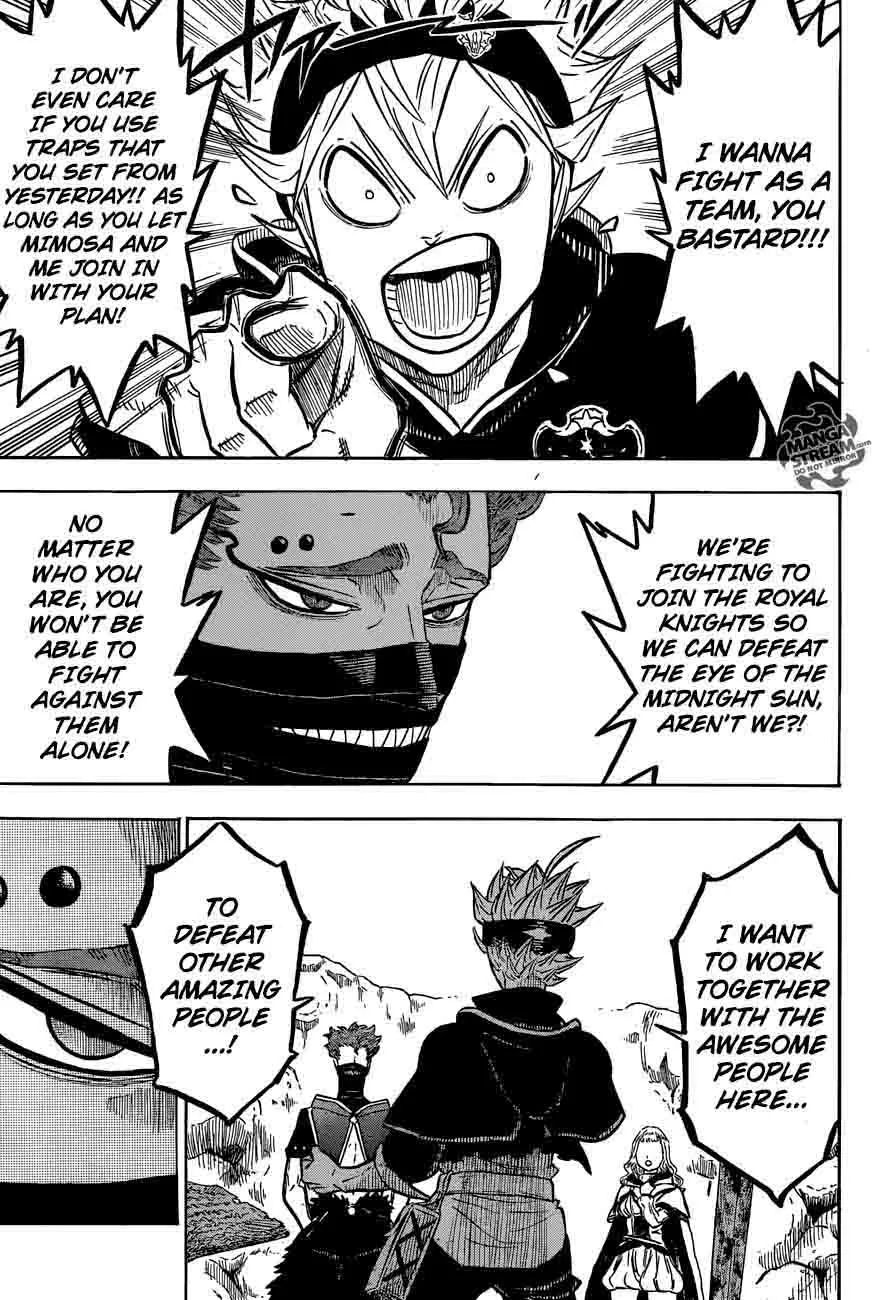 I WANNA
FIGHT AS A
TEAM, YOU
BASTARD!!!
I DON'T
EVEN CARE
IF YOU USE
TRAPS THAT
YOU SET FROM
YESTERDAY!! AS
LONG AS YOU LET
MIMOSA AND
ME JOIN IN
WITH YOUR
PLAN!
MANGA
STREAM.com
DO NOT MIRROR
WE'RE
FIGHTING TO
JOIN THE ROYAL
KNIGHTS SO
WE CAN DEFEAT
THE EYE OF THE
MIDNIGHT SUN,
AREN'T WE?!
NO
MATTER
WHO YOU
ARE, YOU
WON'T BE
ABLE TO
FIGHT
AGAINST
THEM
ALONE!
I WANT
TO WORK
TOGETHER
WITH THE
AWESOME
PEOPLE
HERE...
TO
DEFEAT
OTHER
AMAZING
PEOPLE
...!